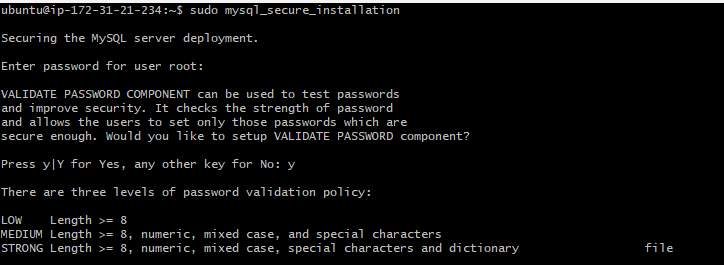 ubuntu@ip-172-31-21-234:~$ sudo mysql_secure_installation
Securing the MySQL server deployment.
Enter password for user root:
VALIDATE PASSWORD COMPONENT can be used to test passwords
and improve security. It checks the strength of password
and allows the users to set only those passwords which are
secure enough. Would you like to setup VALIDATE PASSWORD component?
Press y|Y for Yes, any other key for No: y
There are three levels of password validation policy:
LOW    Length >= 8
MEDIUM Length >= 8, numeric, mixed case, and special characters
STRONG Length >= 8, numeric, mixed case, special characters and dictionary                  file